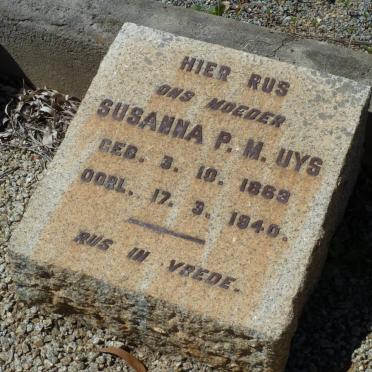 HIER RUS
ONS MOEDER
SUSANNA P. M. UYS
GEB. 3. 10. 1863
OORL. 17. 3. 1940.
RUS IN VREDE.